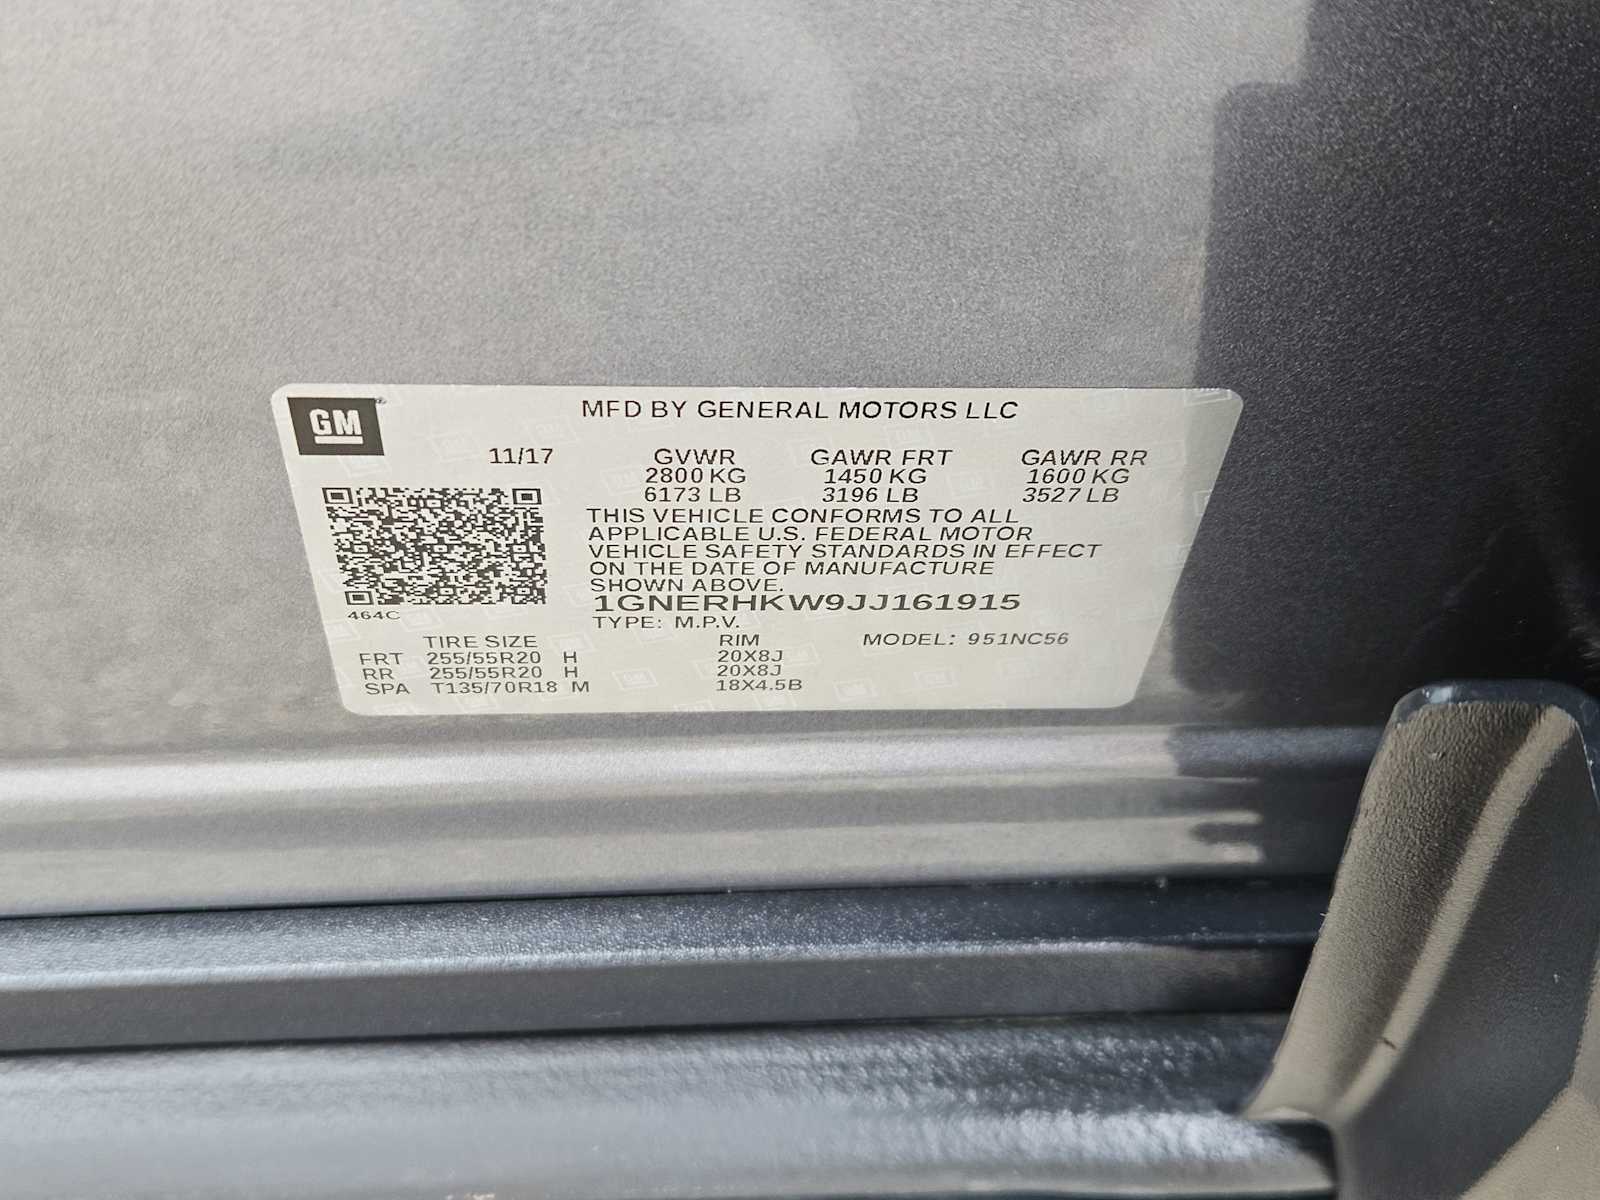 GM ®
MFD BY GENERAL MOTORS LLC
11/17 GVWR GAWR FRT GAWR RR
2800 KG 1450 KG 1600 KG
6173 LB 3196 LB 3527 LB
THIS VEHICLE CONFORMS TO ALL
APPLICABLE U.S. FEDERAL MOTOR
VEHICLE SAFETY STANDARDS IN EFFECT
ON THE DATE OF MANUFACTURE
SHOWN ABOVE.
1GNERHKW9JJ161915
464C
TYPE: M.P.V.
TIRE SIZE RIM MODEL: 951NC56
FRT 255/55R20 H 20X8J
RR 255/55R20 H 20X8J
SPA T135/70R18 M 18X4.5B